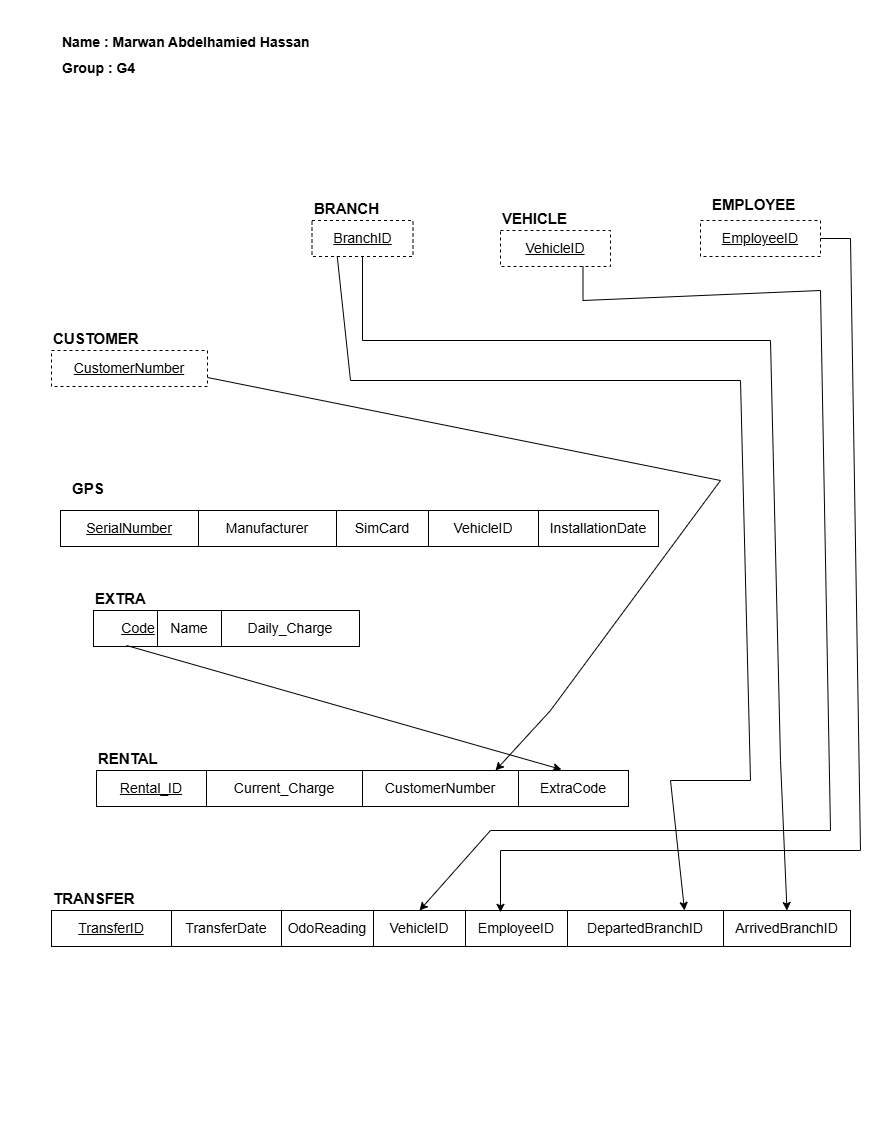 Name : Marwan Abdelhamied Hassan
Group : G4
BRANCH
BranchID
VEHICLE
VehicleID
EMPLOYEE
EmployeeID
CUSTOMER
CustomerNumber
GPS
SerialNumber Manufacturer SimCard VehicleID InstallationDate
EXTRA
Code Name Daily_Charge
RENTAL
Rental_ID Current_Charge CustomerNumber ExtraCode
TRANSFER
TransferID TransferDate OdoReading VehicleID EmployeeID DepartedBranchID ArrivedBranchID